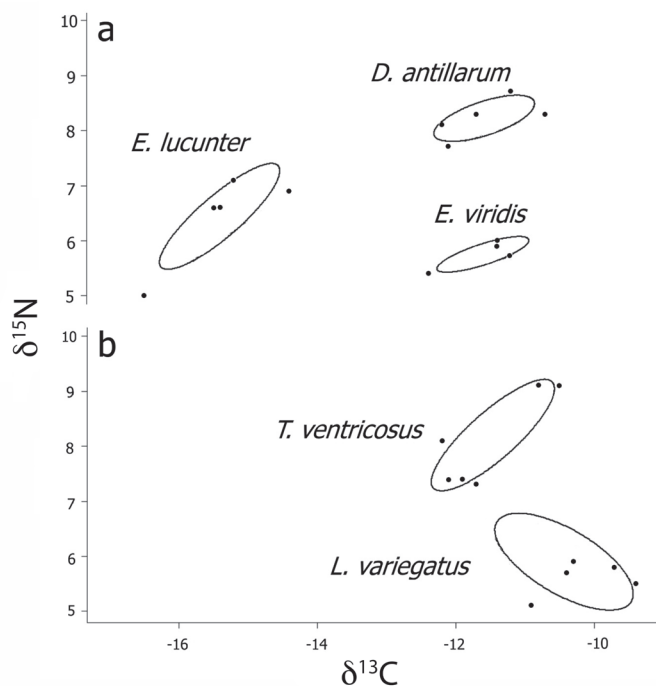 a
10
9
8
7
6
5
D. antillarum
E. lucunter
E. viridis
δ¹⁵N
b
10
9
8
7
6
5
T. ventricosus
L. variegatus
-16
-14
-12
-10
δ¹³C